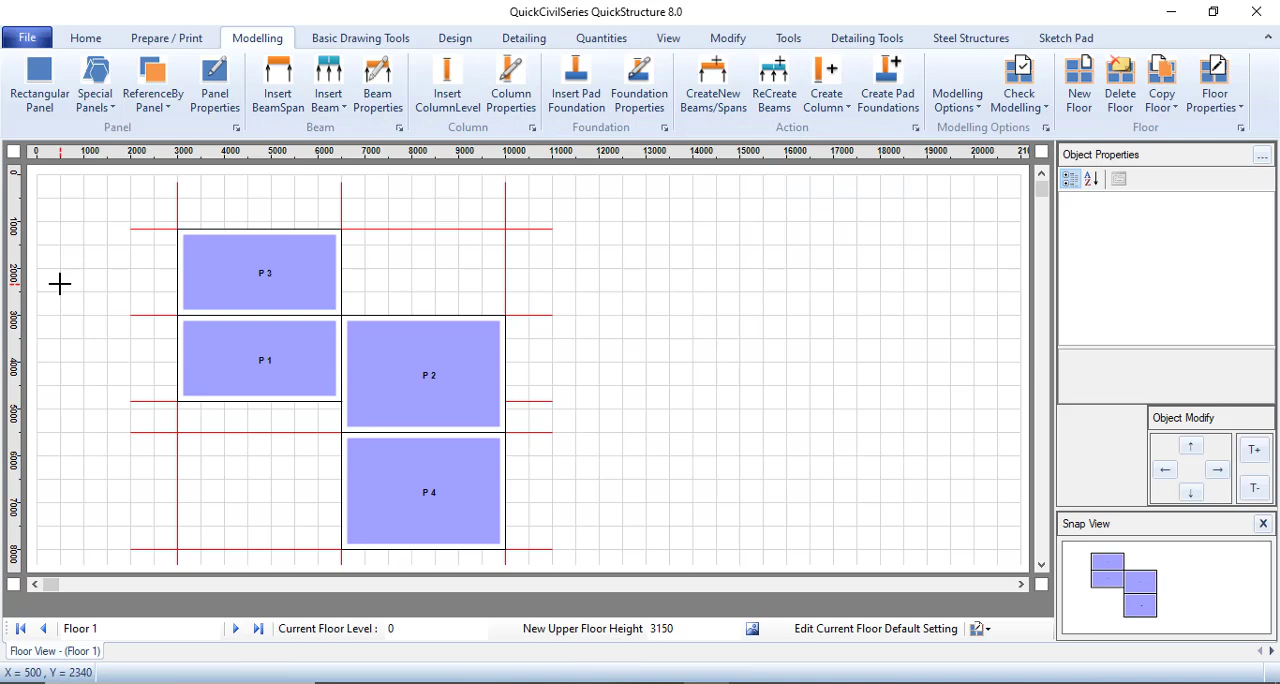 QuickCivilSeries QuickStructure 8.0
File Home Prepare / Print Modelling Basic Drawing Tools Design Detailing Quantities View Modify Tools Detailing Tools Steel Structures Sketch Pad
Rectangular Panel
Special Panels
ReferenceBy Panel
Panel Properties
Insert BeamSpan
Insert Beam
Beam Properties
Insert ColumnLevel
Column Properties
Insert Pad Foundation
Foundation Properties
CreateNew Beams/Spans
ReCreate Beams
Create Column
Create Pad Foundations
Modelling Options
Check Modelling
New Floor
Delete Floor
Copy Floor
Floor Properties
Panel Beam Column Foundation Action Modelling Options Floor
0 1000 2000 3000 4000 5000 6000 7000 8000 9000 10000 11000 12000 13000 14000 15000 16000 17000 18000 19000 20000 210
0
1000
2000
3000
4000
5000
6000
7000
8000
P 3
P 1
P 2
P 4
Object Properties
...
A
Z
Object Modify
T+
T-
Snap View
X
Floor 1 Current Floor Level : 0 New Upper Floor Height 3150 Edit Current Floor Default Setting
Floor View - (Floor 1)
X = 500 , Y = 2340